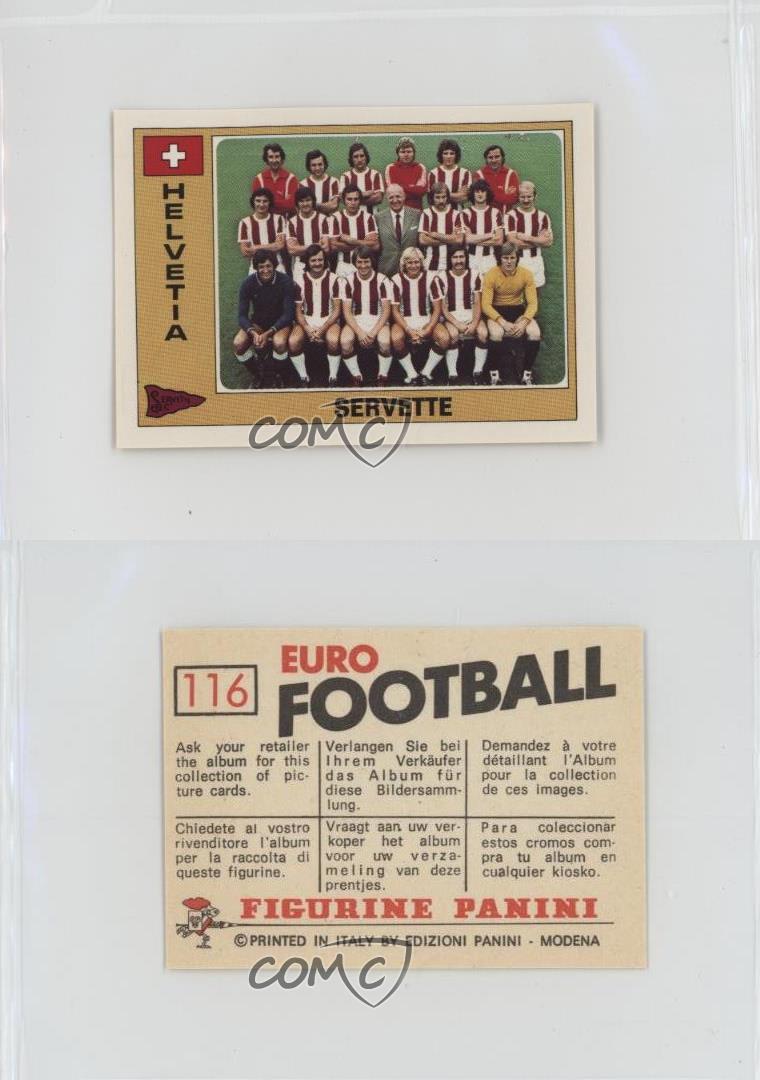 HELVETIA
SERVETTE
COMC
116
EURO
FOOTBALL
Ask your retailer
the album for this
collection of pic-
ture cards.
Verlangen Sie bei
Ihrem Verkäufer
das Album für
diese Bildersamm-
lung.
Demandez à votre
détaillant l'Album
pour la collection
de ces images.
Chiedete al vostro
rivenditore l'album
per la raccolta di
queste figurine.
Vraagt aan uw ver-
koper het album
voor uw verza-
meling van deze
prentjes.
Para coleccionar
estos cromos com-
pra tu album en
cualquier kiosko.
FIGURINE PANINI
©PRINTED IN ITALY BY EDIZIONI PANINI - MODENA
COMC